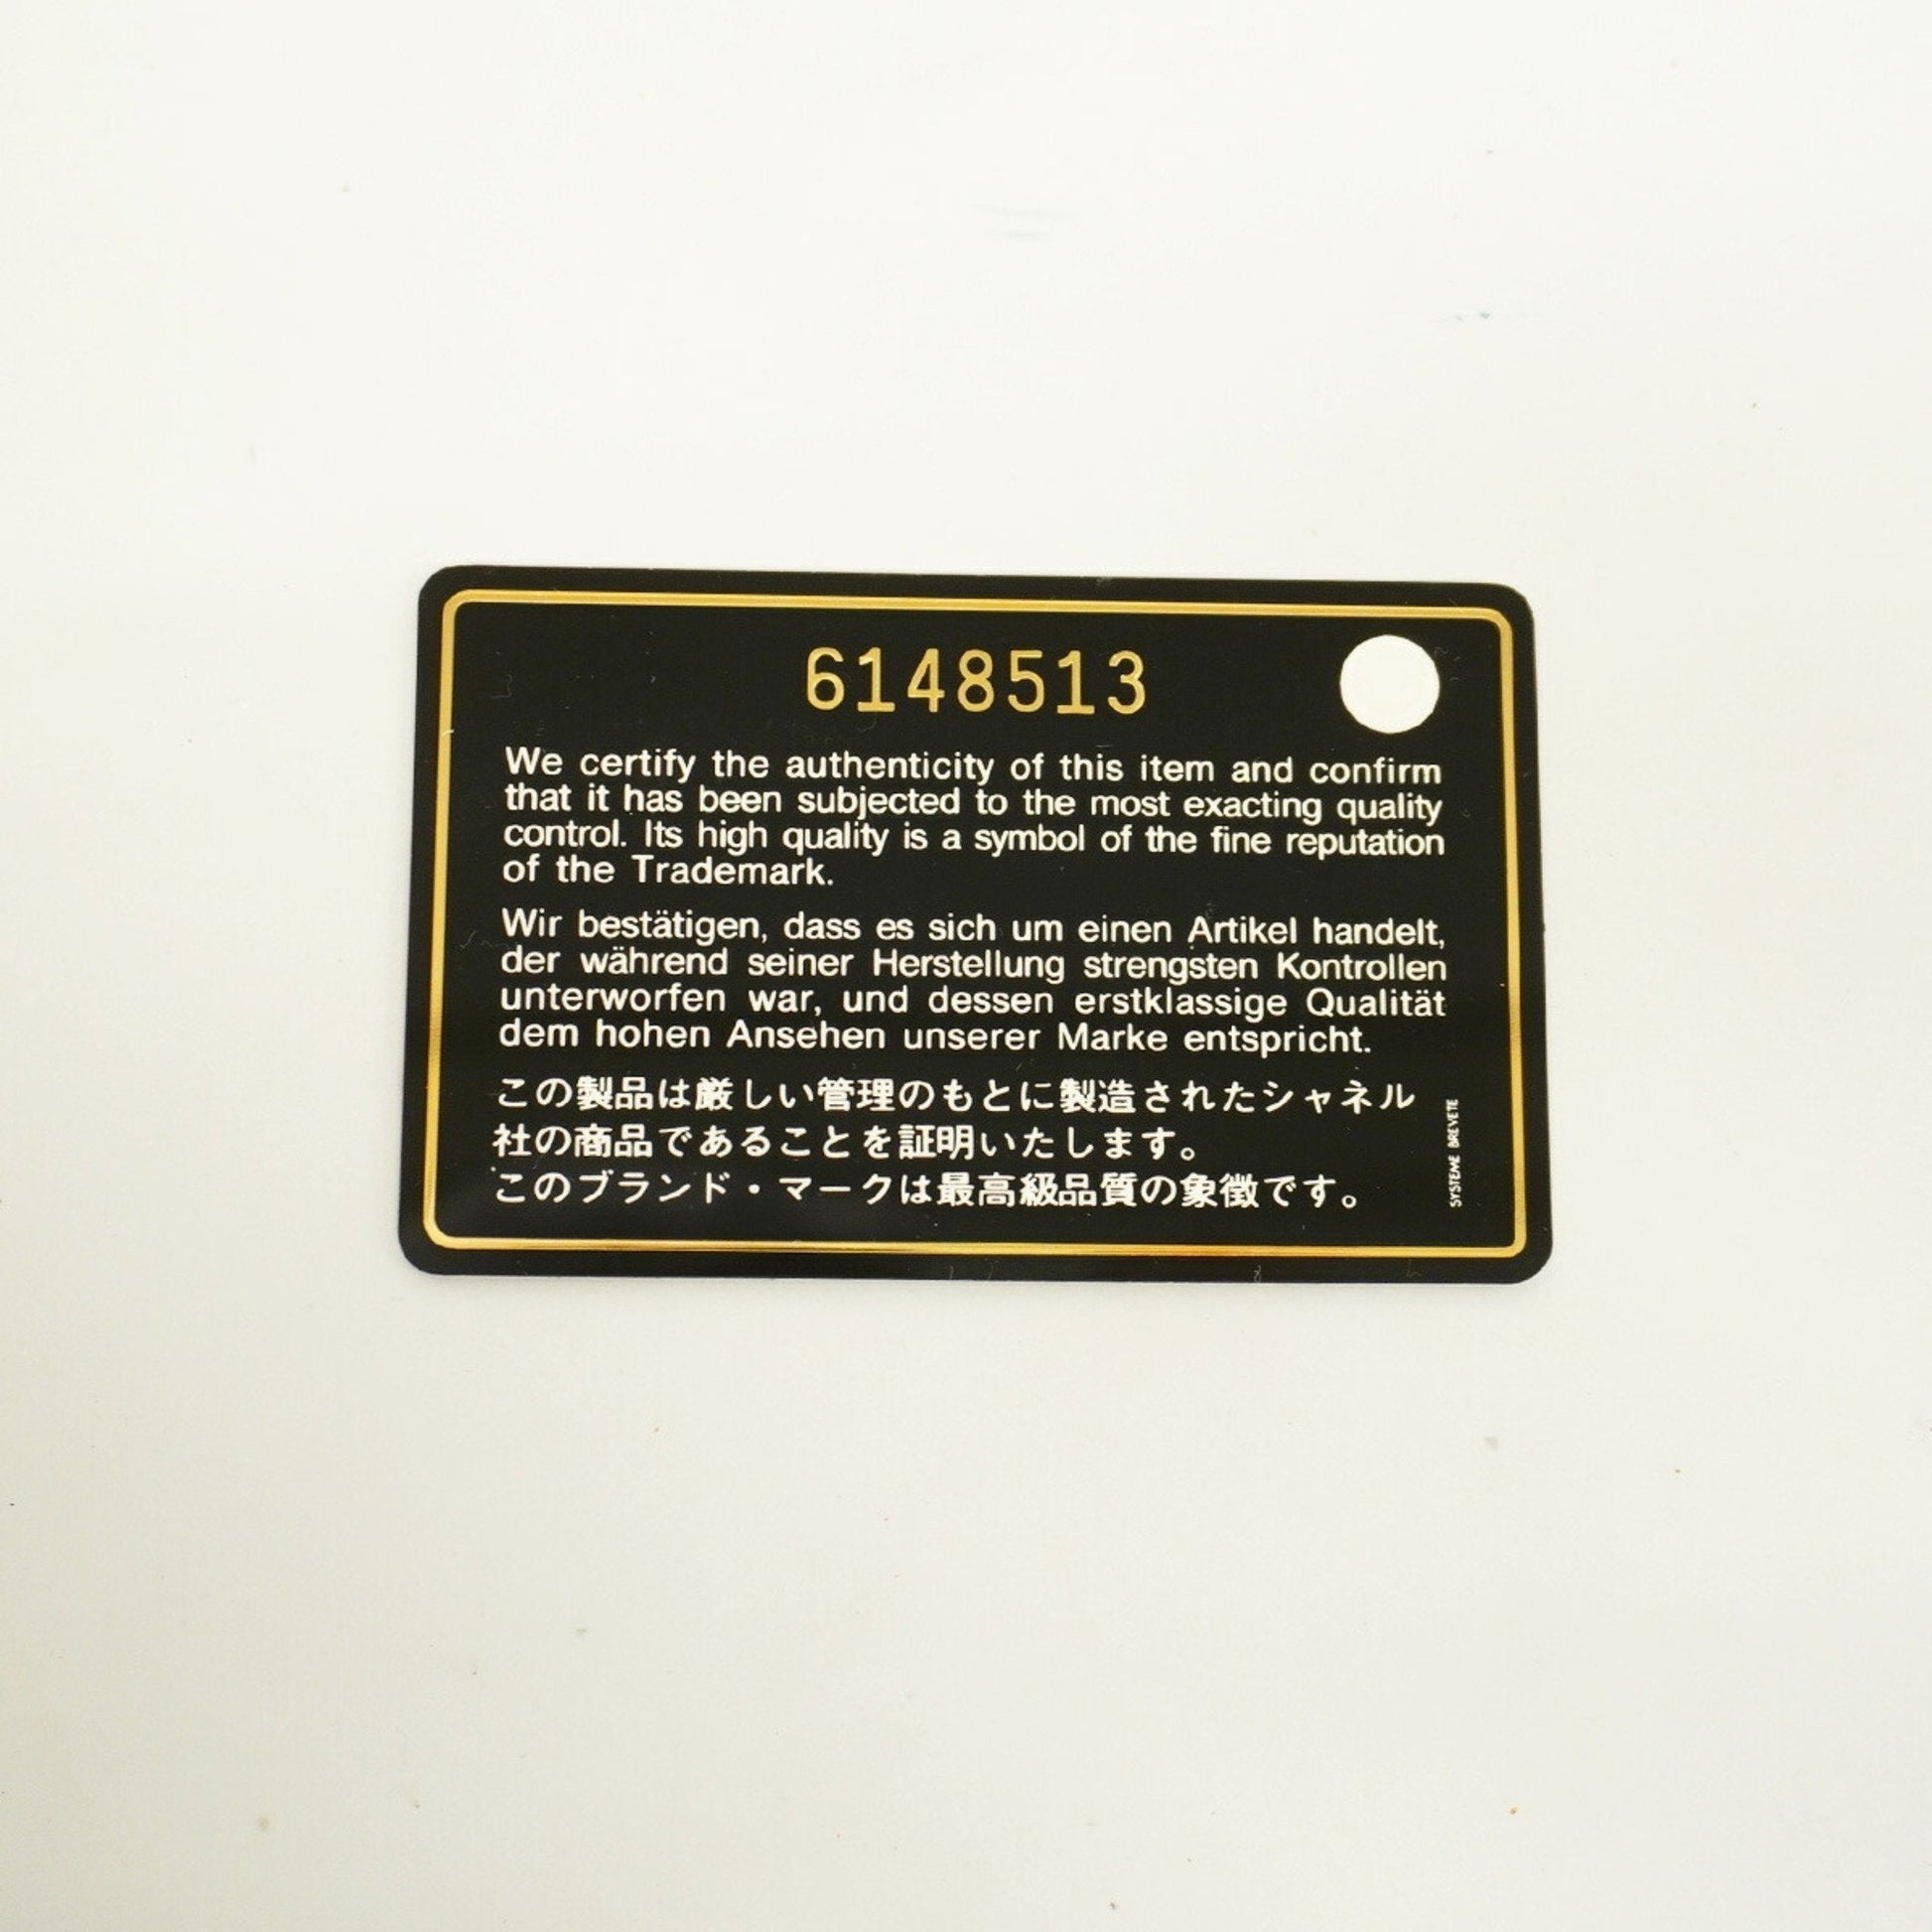 6148513
We certify the authenticity of this item and confirm
that it has been subjected to the most exacting quality
control. Its high quality is a symbol of the fine reputation
of the Trademark.
Wir bestätigen, dass es sich um einen Artikel handelt,
der während seiner Herstellung strengsten Kontrollen
unterworfen war, und dessen erstklassige Qualität
dem hohen Ansehen unserer Marke entspricht.
この製品は厳しい管理のもとに製造されたシャネル
社の商品であることを証明いたします。
このブランド・マークは最高級品質の象徴です。
SYSTEME BREVETE